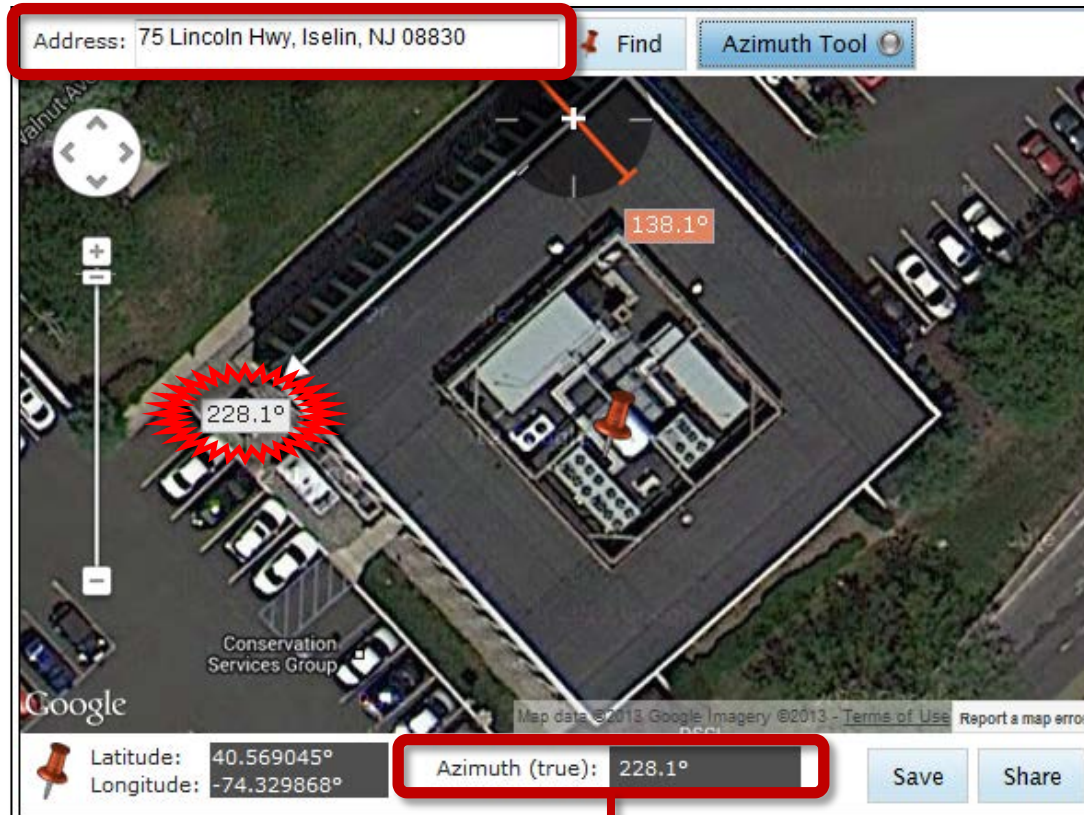 Address: 75 Lincoln Hwy, Iselin, NJ 08830 Find Azimuth Tool
Walnut Ave
138.1°
228.1°
Conservation
Services Group
Google
Map data ©2013 Google Imagery ©2013 - Terms of Use Report a map error
Latitude: 40.569045°
Longitude: -74.329868°
Azimuth (true): 228.1°
Save Share